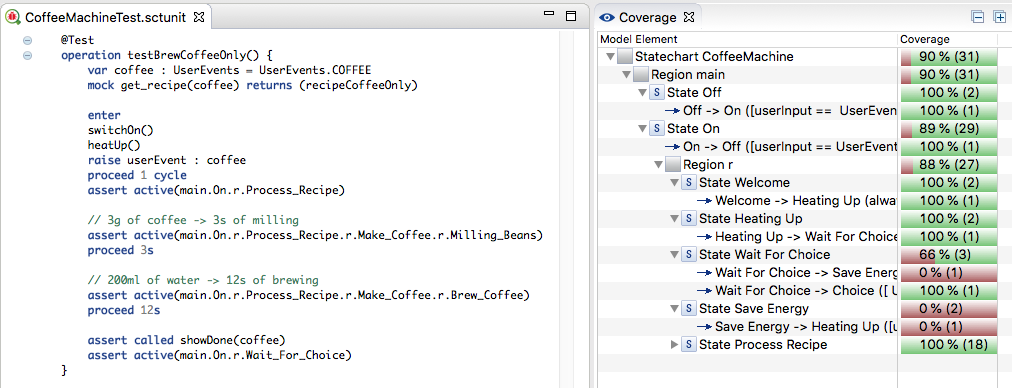 CoffeeMachineTest.sctunit
@Test
operation testBrewCoffeeOnly() {
var coffee : UserEvents = UserEvents.COFFEE
mock get_recipe(coffee) returns (recipeCoffeeOnly)
enter
switchOn()
heatUp()
raise userEvent : coffee
proceed 1 cycle
assert active(main.On.r.Process_Recipe)
// 3g of coffee -> 3s of milling
assert active(main.On.r.Process_Recipe.r.Make_Coffee.r.Milling_Beans)
proceed 3s
// 200ml of water -> 12s of brewing
assert active(main.On.r.Process_Recipe.r.Make_Coffee.r.Brew_Coffee)
proceed 12s
assert called showDone(coffee)
assert active(main.On.r.Wait_For_Choice)
}
Coverage
Model Element Coverage
Statechart CoffeeMachine 90 % (31)
Region main 90 % (31)
S State Off 100 % (2)
Off -> On ([userInput == UserEven 100 % (1)
S State On 89 % (29)
On -> Off ([userInput == UserEvent 100 % (1)
Region r 88 % (27)
S State Welcome 100 % (2)
Welcome -> Heating Up (alwa 100 % (1)
S State Heating Up 100 % (2)
Heating Up -> Wait For Choice 100 % (1)
S State Wait For Choice 66 % (3)
Wait For Choice -> Save Energ 0 % (1)
Wait For Choice -> Choice ([ U 100 % (1)
S State Save Energy 0 % (2)
Save Energy -> Heating Up ([u 0 % (1)
S State Process Recipe 100 % (18)